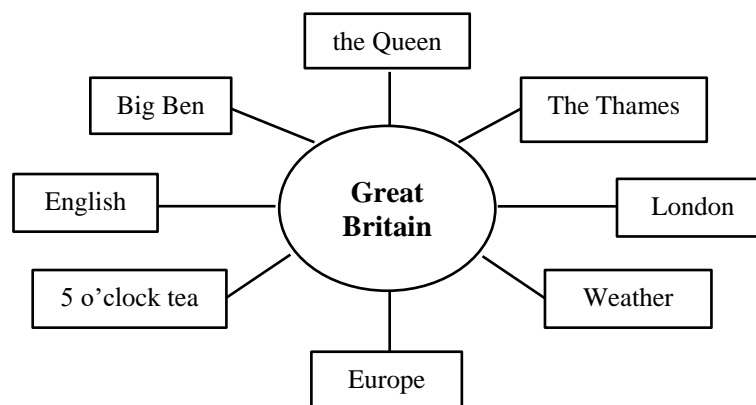 the Queen
Big Ben
The Thames
English
Great
Britain
London
5 o’clock tea
Weather
Europe